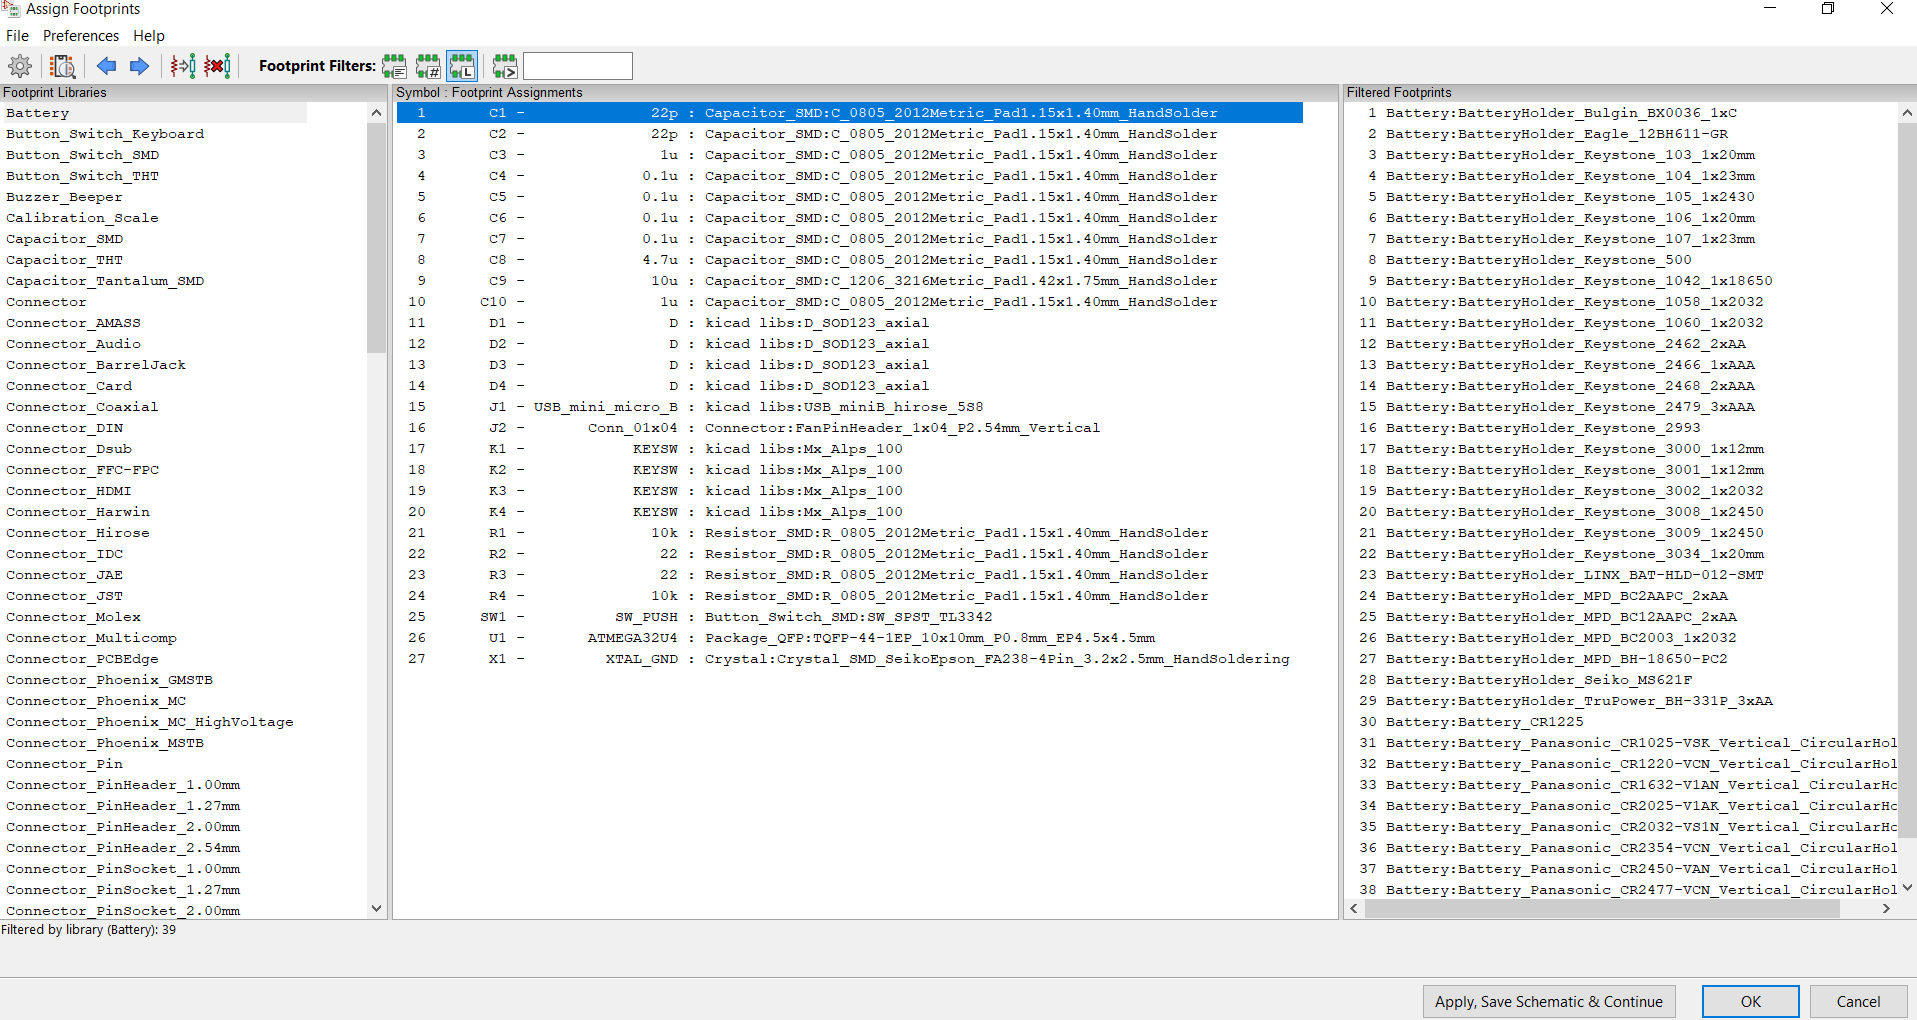 Assign Footprints
File Preferences Help
Footprint Filters:
Footprint Libraries
Battery
Button_Switch_Keyboard
Button_Switch_SMD
Button_Switch_THT
Buzzer_Beeper
Calibration_Scale
Capacitor_SMD
Capacitor_THT
Capacitor_Tantalum_SMD
Connector
Connector_AMASS
Connector_Audio
Connector_BarrelJack
Connector_Card
Connector_Coaxial
Connector_DIN
Connector_Dsub
Connector_FFC-FPC
Connector_HDMI
Connector_Harwin
Connector_Hirose
Connector_IDC
Connector_JAE
Connector_JST
Connector_Molex
Connector_Multicomp
Connector_PCBEdge
Connector_Phoenix_GMSTB
Connector_Phoenix_MC
Connector_Phoenix_MC_HighVoltage
Connector_Phoenix_MSTB
Connector_Pin
Connector_PinHeader_1.00mm
Connector_PinHeader_1.27mm
Connector_PinHeader_2.00mm
Connector_PinHeader_2.54mm
Connector_PinSocket_1.00mm
Connector_PinSocket_1.27mm
Connector_PinSocket_2.00mm
Symbol : Footprint Assignments
1 C1 - 22p : Capacitor_SMD:C_0805_2012Metric_Pad1.15x1.40mm_HandSolder
2 C2 - 22p : Capacitor_SMD:C_0805_2012Metric_Pad1.15x1.40mm_HandSolder
3 C3 - 1u : Capacitor_SMD:C_0805_2012Metric_Pad1.15x1.40mm_HandSolder
4 C4 - 0.1u : Capacitor_SMD:C_0805_2012Metric_Pad1.15x1.40mm_HandSolder
5 C5 - 0.1u : Capacitor_SMD:C_0805_2012Metric_Pad1.15x1.40mm_HandSolder
6 C6 - 0.1u : Capacitor_SMD:C_0805_2012Metric_Pad1.15x1.40mm_HandSolder
7 C7 - 0.1u : Capacitor_SMD:C_0805_2012Metric_Pad1.15x1.40mm_HandSolder
8 C8 - 4.7u : Capacitor_SMD:C_0805_2012Metric_Pad1.15x1.40mm_HandSolder
9 C9 - 10u : Capacitor_SMD:C_1206_3216Metric_Pad1.42x1.75mm_HandSolder
10 C10 - 1u : Capacitor_SMD:C_0805_2012Metric_Pad1.15x1.40mm_HandSolder
11 D1 - D : kicad libs:D_SOD123_axial
12 D2 - D : kicad libs:D_SOD123_axial
13 D3 - D : kicad libs:D_SOD123_axial
14 D4 - D : kicad libs:D_SOD123_axial
15 J1 - USB_mini_micro_B : kicad libs:USB_miniB_hirose_5S8
16 J2 - Conn_01x04 : Connector:FanPinHeader_1x04_P2.54mm_Vertical
17 K1 - KEYSW : kicad libs:Mx_Alps_100
18 K2 - KEYSW : kicad libs:Mx_Alps_100
19 K3 - KEYSW : kicad libs:Mx_Alps_100
20 K4 - KEYSW : kicad libs:Mx_Alps_100
21 R1 - 10k : Resistor_SMD:R_0805_2012Metric_Pad1.15x1.40mm_HandSolder
22 R2 - 22 : Resistor_SMD:R_0805_2012Metric_Pad1.15x1.40mm_HandSolder
23 R3 - 22 : Resistor_SMD:R_0805_2012Metric_Pad1.15x1.40mm_HandSolder
24 R4 - 10k : Resistor_SMD:R_0805_2012Metric_Pad1.15x1.40mm_HandSolder
25 SW1 - SW_PUSH : Button_Switch_SMD:SW_SPST_TL3342
26 U1 - ATMEGA32U4 : Package_QFP:TQFP-44-1EP_10x10mm_P0.8mm_EP4.5x4.5mm
27 X1 - XTAL_GND : Crystal:Crystal_SMD_SeikoEpson_FA238-4Pin_3.2x2.5mm_HandSoldering
Filtered Footprints
1 Battery:BatteryHolder_Bulgin_BX0036_1xC
2 Battery:BatteryHolder_Eagle_12BH611-GR
3 Battery:BatteryHolder_Keystone_103_1x20mm
4 Battery:BatteryHolder_Keystone_104_1x23mm
5 Battery:BatteryHolder_Keystone_105_1x2430
6 Battery:BatteryHolder_Keystone_106_1x20mm
7 Battery:BatteryHolder_Keystone_107_1x23mm
8 Battery:BatteryHolder_Keystone_500
9 Battery:BatteryHolder_Keystone_1042_1x18650
10 Battery:BatteryHolder_Keystone_1058_1x2032
11 Battery:BatteryHolder_Keystone_1060_1x2032
12 Battery:BatteryHolder_Keystone_2462_2xAA
13 Battery:BatteryHolder_Keystone_2466_1xAAA
14 Battery:BatteryHolder_Keystone_2468_2xAAA
15 Battery:BatteryHolder_Keystone_2479_3xAAA
16 Battery:BatteryHolder_Keystone_2993
17 Battery:BatteryHolder_Keystone_3000_1x12mm
18 Battery:BatteryHolder_Keystone_3001_1x12mm
19 Battery:BatteryHolder_Keystone_3002_1x2032
20 Battery:BatteryHolder_Keystone_3008_1x2450
21 Battery:BatteryHolder_Keystone_3009_1x2450
22 Battery:BatteryHolder_Keystone_3034_1x20mm
23 Battery:BatteryHolder_LINX_BAT-HLD-012-SMT
24 Battery:BatteryHolder_MPD_BC2AAPC_2xAA
25 Battery:BatteryHolder_MPD_BC12AAPC_2xAA
26 Battery:BatteryHolder_MPD_BC2003_1x2032
27 Battery:BatteryHolder_MPD_BH-18650-PC2
28 Battery:BatteryHolder_Seiko_MS621F
29 Battery:BatteryHolder_TruPower_BH-331P_3xAA
30 Battery:Battery_CR1225
31 Battery:Battery_Panasonic_CR1025-VSK_Vertical_CircularHol
32 Battery:Battery_Panasonic_CR1220-VCN_Vertical_CircularHol
33 Battery:Battery_Panasonic_CR1632-V1AN_Vertical_CircularHo
34 Battery:Battery_Panasonic_CR2025-V1AK_Vertical_CircularHo
35 Battery:Battery_Panasonic_CR2032-VS1N_Vertical_CircularHo
36 Battery:Battery_Panasonic_CR2354-VCN_Vertical_CircularHol
37 Battery:Battery_Panasonic_CR2450-VAN_Vertical_CircularHol
38 Battery:Battery_Panasonic_CR2477-VCN_Vertical_CircularHol
Filtered by library (Battery): 39
Apply, Save Schematic & Continue
OK
Cancel